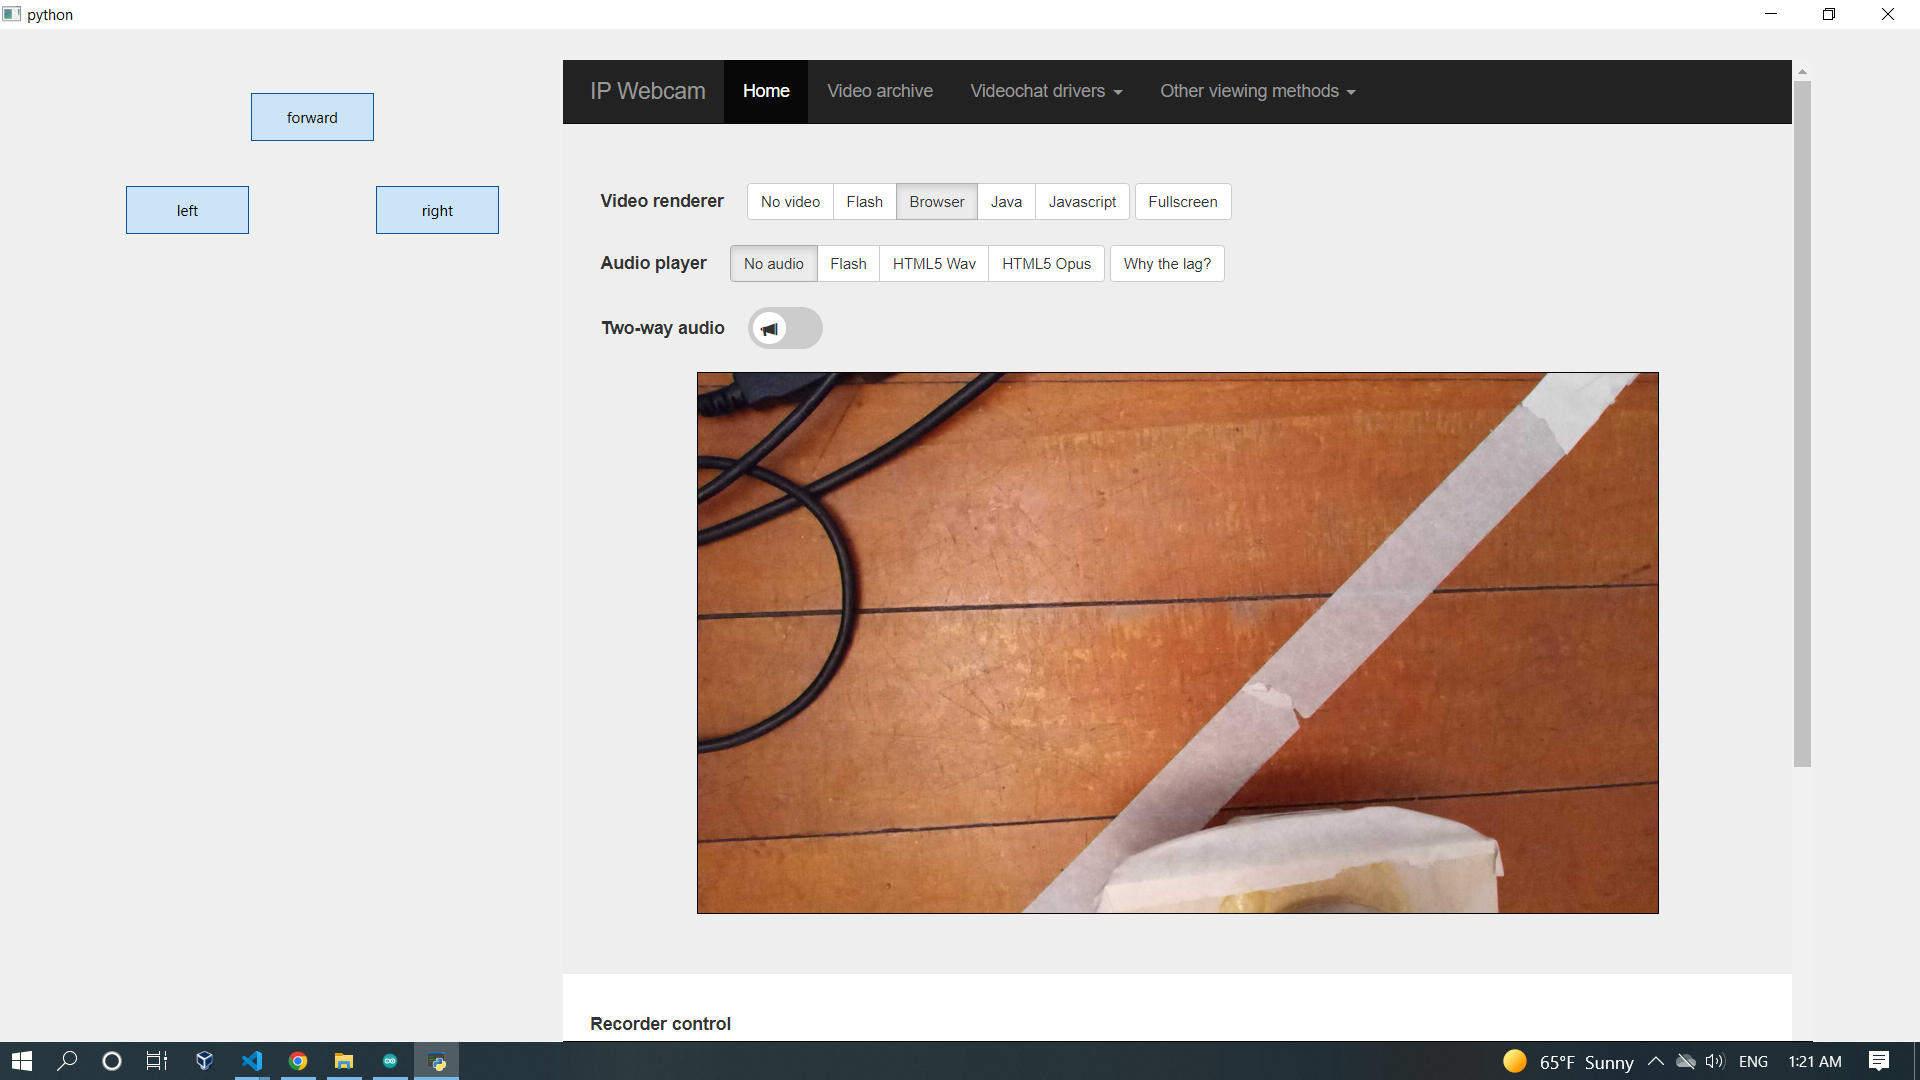 python
forward
left
right
IP Webcam Home Video archive Videochat drivers Other viewing methods
Video renderer No video Flash Browser Java Javascript Fullscreen
Audio player No audio Flash HTML5 Wav HTML5 Opus Why the lag?
Two-way audio
Recorder control
65°F Sunny ENG 1:21 AM